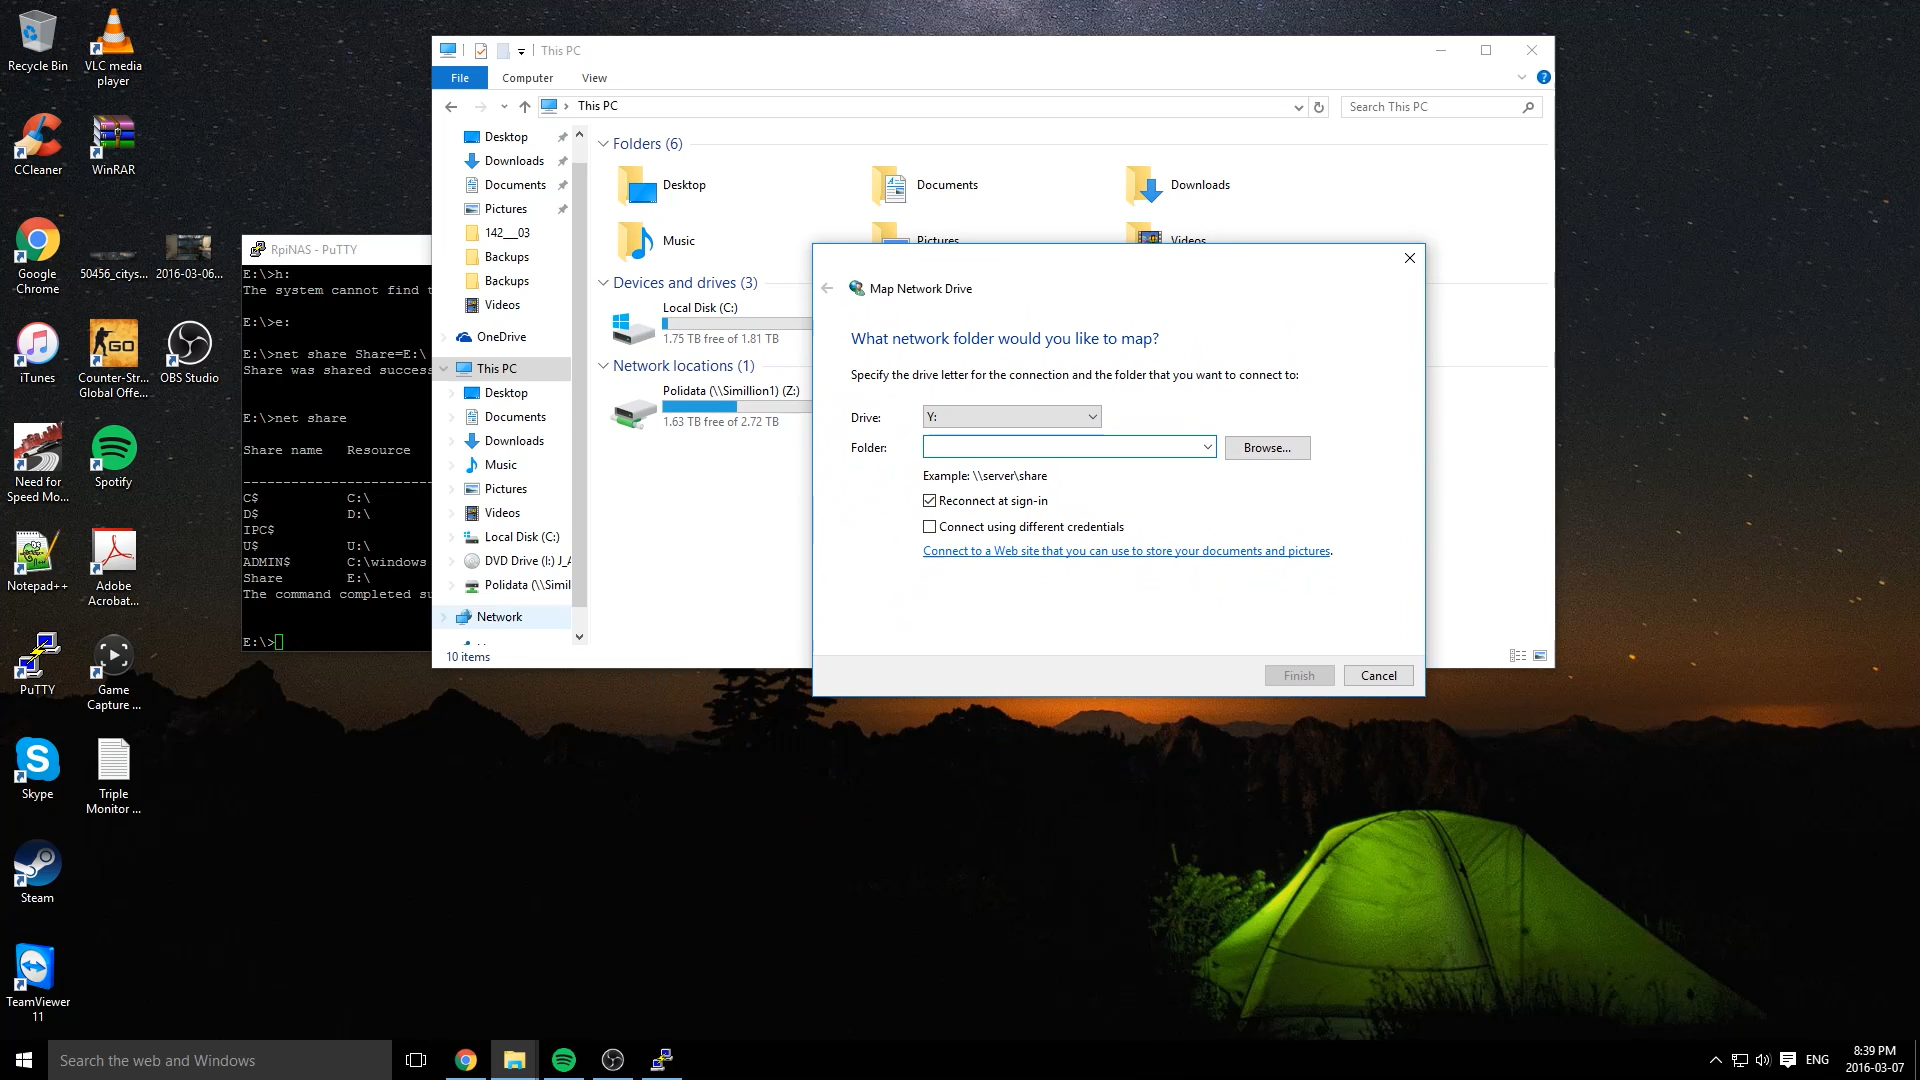 Recycle Bin
VLC media
player
CCleaner
WinRAR
Google
Chrome
50456_citys...
2016-03-06...
iTunes
Counter-Str...
Global Offe...
OBS Studio
Need for
Speed Mo...
Spotify
Notepad++
Adobe
Acrobat...
PuTTY
Game
Capture ...
Skype
Triple
Monitor ...
Steam
TeamViewer
11
RpiNAS - PuTTY
E:\>h:
The system cannot find
E:\>e:
E:\>net share Share=E:\
Share was shared success
E:\>net share
Share name Resource
-------------------------
C$ C:\
D$ D:\
IPC$
U$ U:\
ADMIN$ C:\windows
Share E:\
The command completed su
E:\>
This PC
File Computer View
This PC
Search This PC
Desktop
Downloads
Documents
Pictures
142___03
Backups
Backups
Videos
OneDrive
This PC
Desktop
Documents
Downloads
Music
Pictures
Videos
Local Disk (C:)
DVD Drive (I:) J_A
Polidata (\\Simil
Network
10 items
Folders (6)
Desktop
Documents
Downloads
Music
Pictures
Videos
Devices and drives (3)
Local Disk (C:)
1.75 TB free of 1.81 TB
Network locations (1)
Polidata (\\Simillion1) (Z:)
1.63 TB free of 2.72 TB
Map Network Drive
What network folder would you like to map?
Specify the drive letter for the connection and the folder that you want to connect to:
Drive: Y:
Folder: Browse...
Example: \\server\share
Reconnect at sign-in
Connect using different credentials
Connect to a Web site that you can use to store your documents and pictures.
Finish Cancel
Search the web and Windows
ENG
8:39 PM
2016-03-07